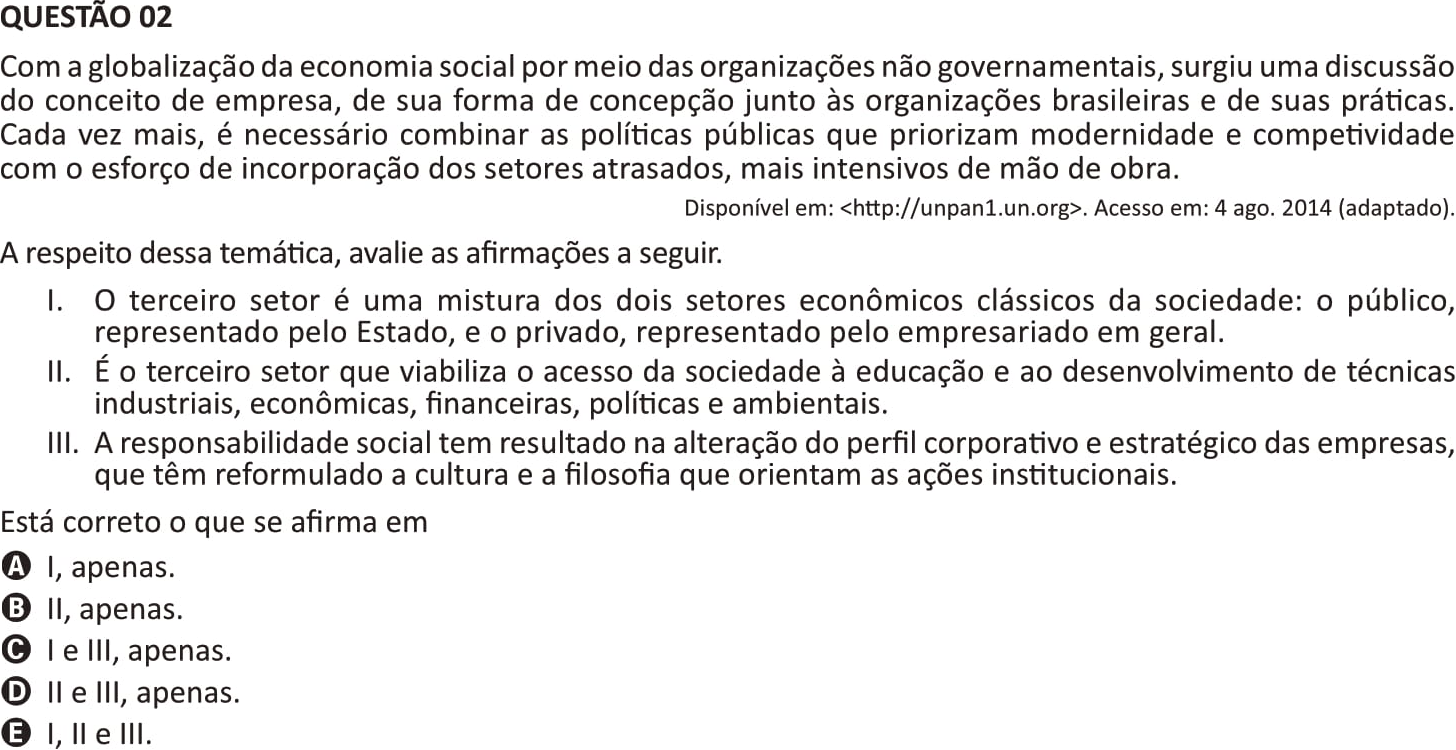 QUESTÃO 02
Com a globalização da economia social por meio das organizações não governamentais, surgiu uma discussão
do conceito de empresa, de sua forma de concepção junto às organizações brasileiras e de suas práticas.
Cada vez mais, é necessário combinar as políticas públicas que priorizam modernidade e competividade
com o esforço de incorporação dos setores atrasados, mais intensivos de mão de obra.
Disponível em: <http://unpan1.un.org>. Acesso em: 4 ago. 2014 (adaptado).
A respeito dessa temática, avalie as afirmações a seguir.
I. O terceiro setor é uma mistura dos dois setores econômicos clássicos da sociedade: o público,
representado pelo Estado, e o privado, representado pelo empresariado em geral.
II. É o terceiro setor que viabiliza o acesso da sociedade à educação e ao desenvolvimento de técnicas
industriais, econômicas, financeiras, políticas e ambientais.
III. A responsabilidade social tem resultado na alteração do perfil corporativo e estratégico das empresas,
que têm reformulado a cultura e a filosofia que orientam as ações institucionais.
Está correto o que se afirma em
A I, apenas.
B II, apenas.
C I e III, apenas.
D II e III, apenas.
E I, II e III.